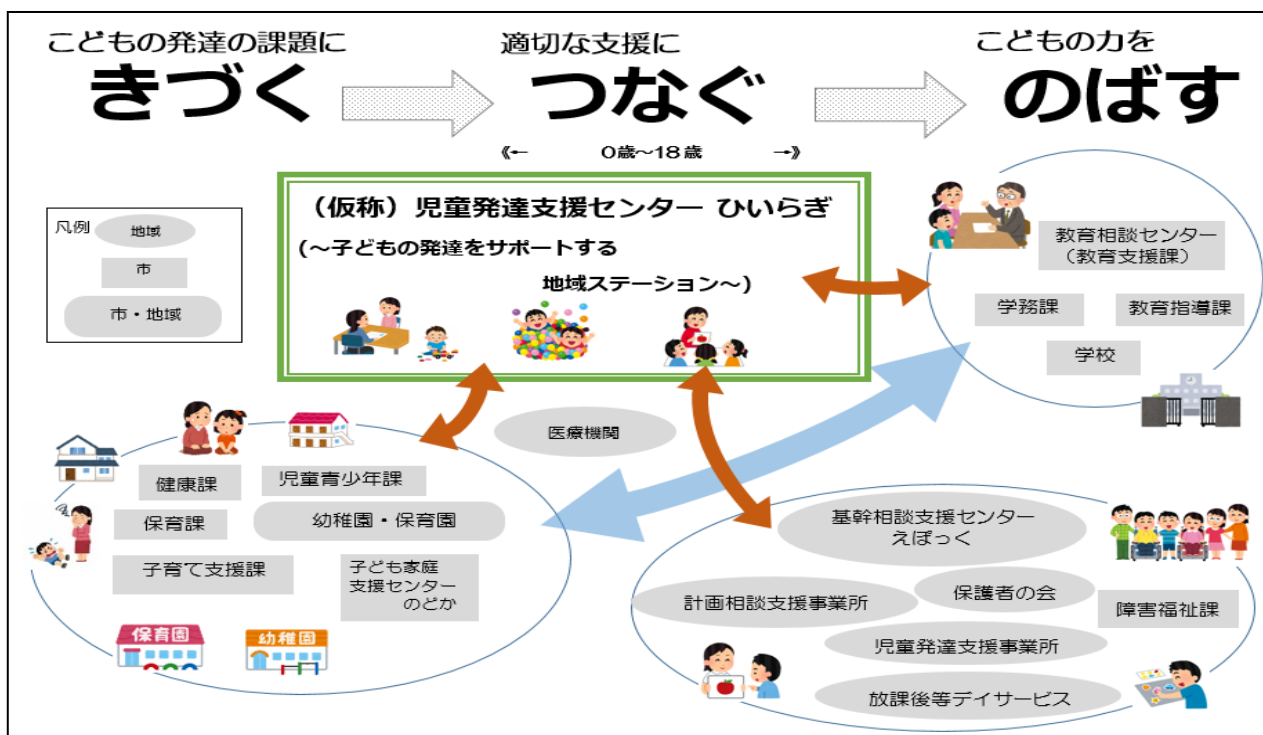 こどもの発達の課題に
きづく
適切な支援に
つなぐ
こどもの力を
のばす
《← 0歳~18歳 →》
凡例
地域
市
市・地域
(仮称)児童発達支援センター ひいらぎ
(~子どもの発達をサポートする
地域ステーション~)
教育相談センター
(教育支援課)
学務課
教育指導課
学校
医療機関
健康課
児童青少年課
保育課
幼稚園・保育園
子育て支援課
子ども家庭
支援センター
のどか
保育園
幼稚園
基幹相談支援センター
えぽっく
計画相談支援事業所
保護者の会
障害福祉課
児童発達支援事業所
放課後等デイサービス